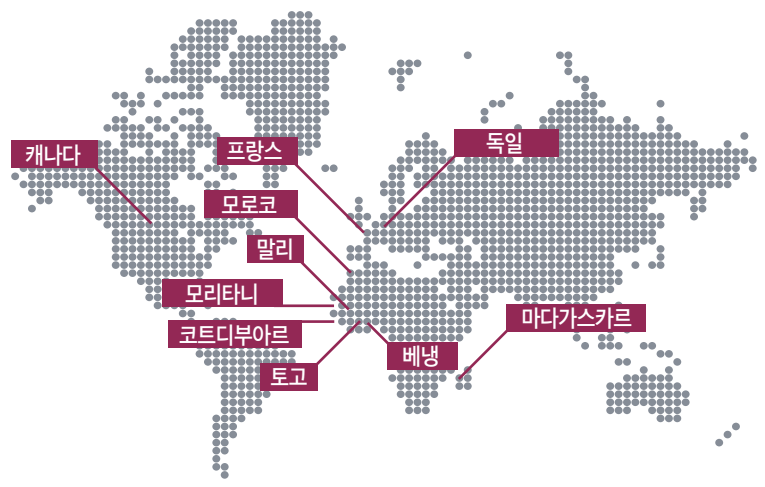 독일
프랑스
캐나다
모로코
말리
모리타니
마다가스카르
코트디부아르
베냉
토고